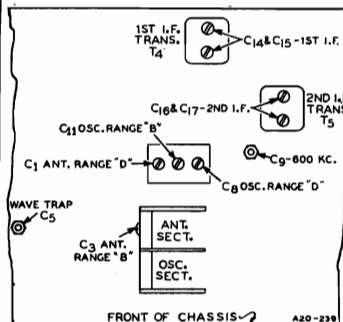 1ST I.F.
TRANS.
T4
C14&C15-1ST I.F.
C16&C17-2ND I.F.
2ND I.F.
TRANS
T5
C11 OSC. RANGE "B"
C9-600 KC.
C1 ANT. RANGE "D"
C8 OSC. RANGE "D"
WAVE TRAP
C5
C3 ANT.
RANGE "B"
ANT.
SECT.
OSC.
SECT.
FRONT OF CHASSIS
A20-239